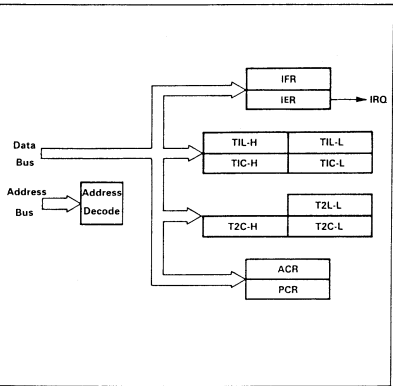 IFR
IER
IRQ
Data
Bus
TIL-H
TIL-L
TIC-H
TIC-L
Address
Bus
Address
Decode
T2L-L
T2C-H
T2C-L
ACR
PCR